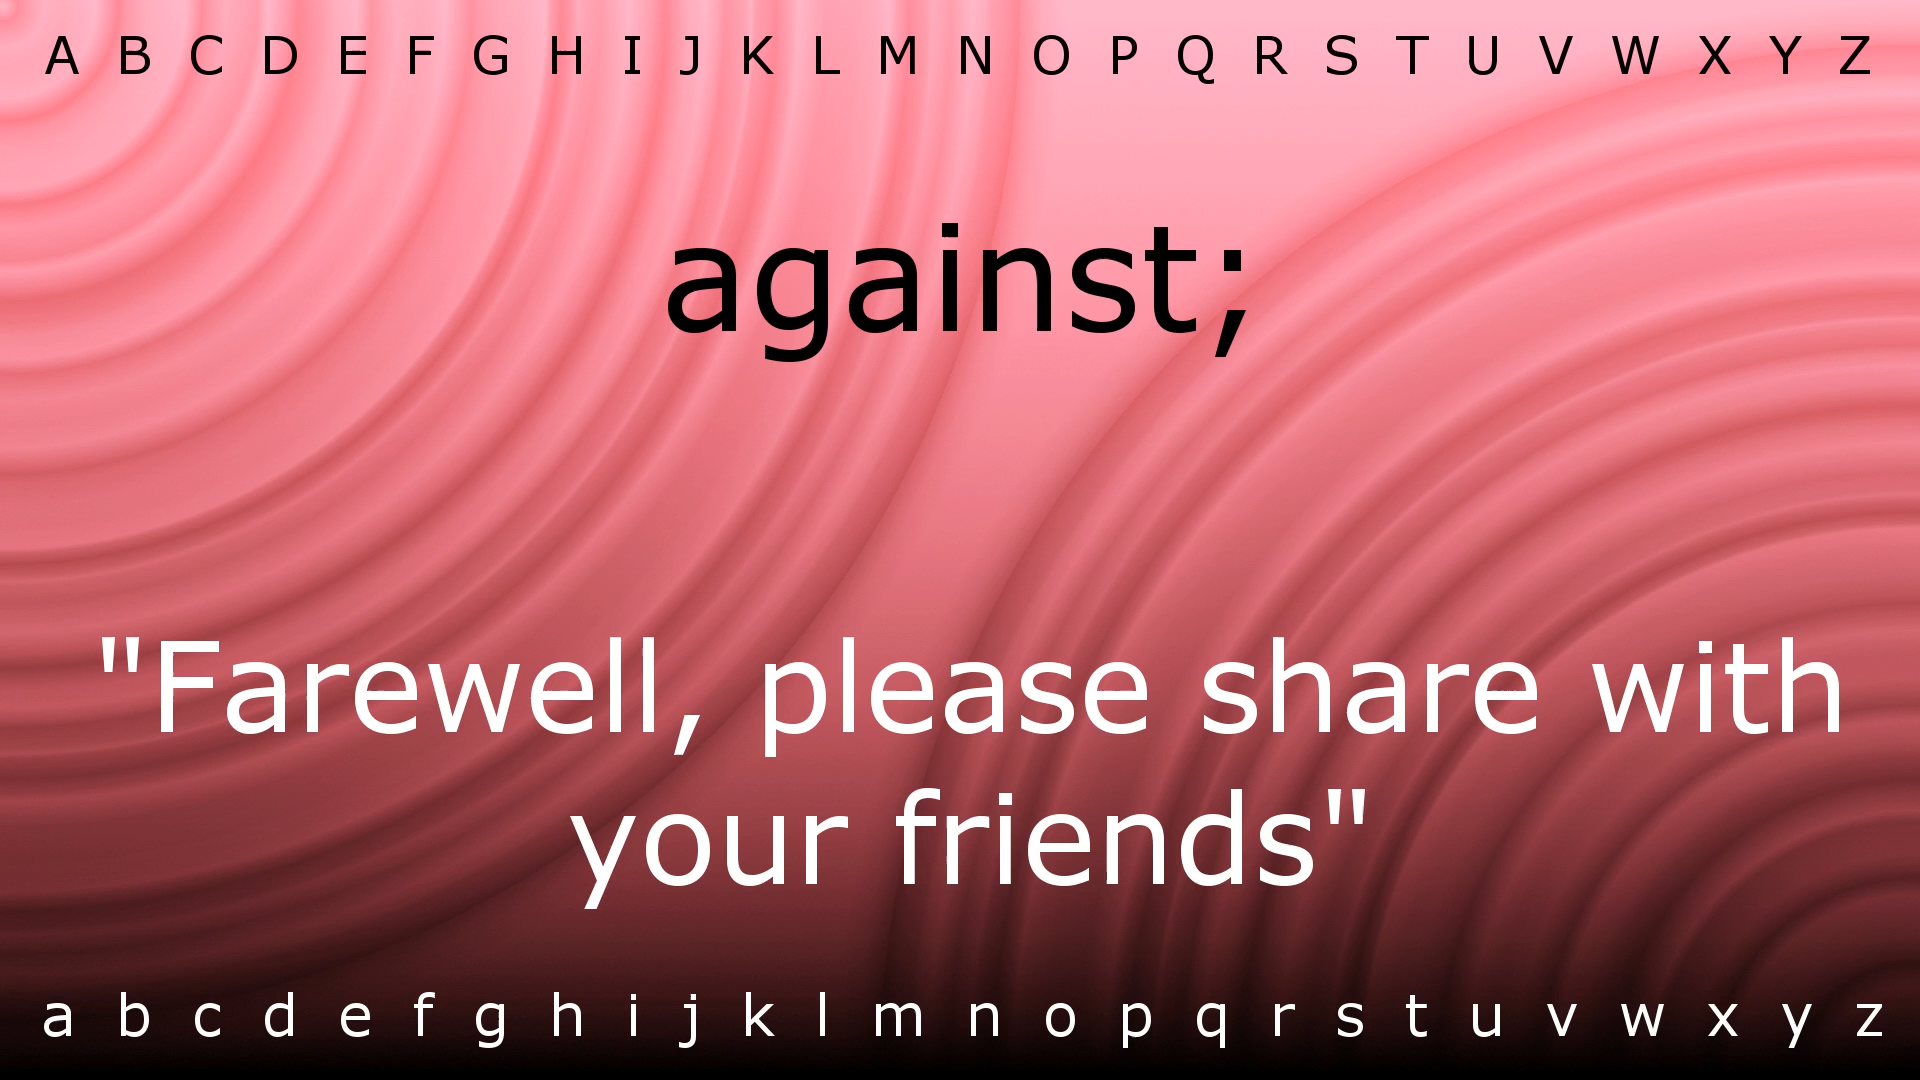 A B C D E F G H I J K L M N O P Q R S T U V W X Y Z
against;
"Farewell, please share with
your friends"
a b c d e f g h i j k l m n o p q r s t u v w x y z